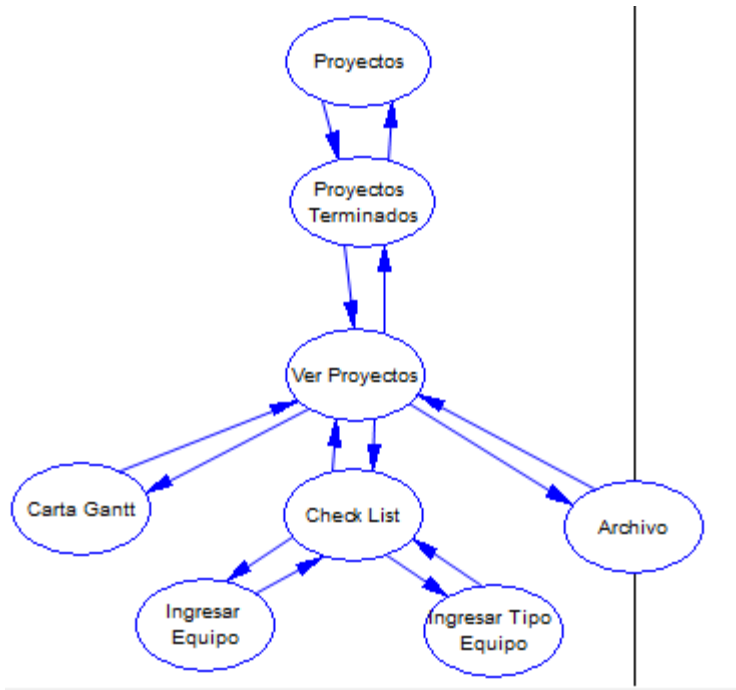 Proyectos
Proyectos
Terminados
Ver Proyectos
Carta Gantt
Check List
Archivo
Ingresar
Equipo
Ingresar Tipo
Equipo